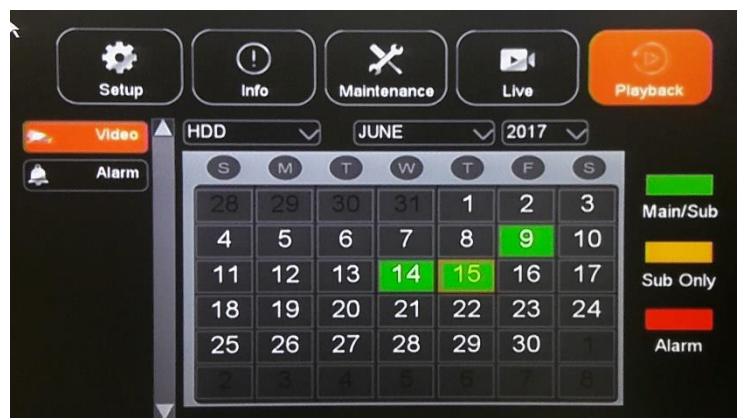 Setup
Info
Maintenance
Live
Playback
Video
Alarm
HDD JUNE 2017
S M T W T F S
28 29 30 31 1 2 3
4 5 6 7 8 9 10
11 12 13 14 15 16 17
18 19 20 21 22 23 24
25 26 27 28 29 30 1
2 3 4 5 6 7 8
Main/Sub
Sub Only
Alarm